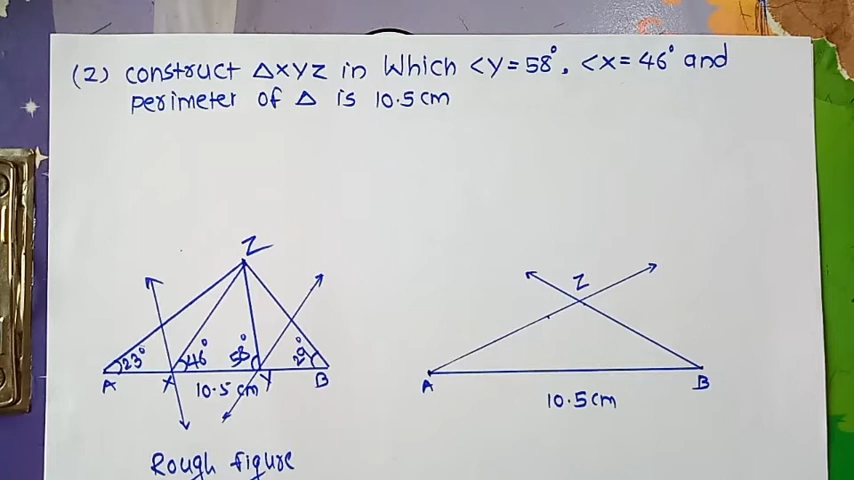 (2) construct △XYZ in Which <Y = 58°, <X = 46° and
perimeter of △ is 10.5 cm
Z
23° 46° 58° 29°
A X 10.5 cm Y B
Rough figure
Z
A B
10.5 cm